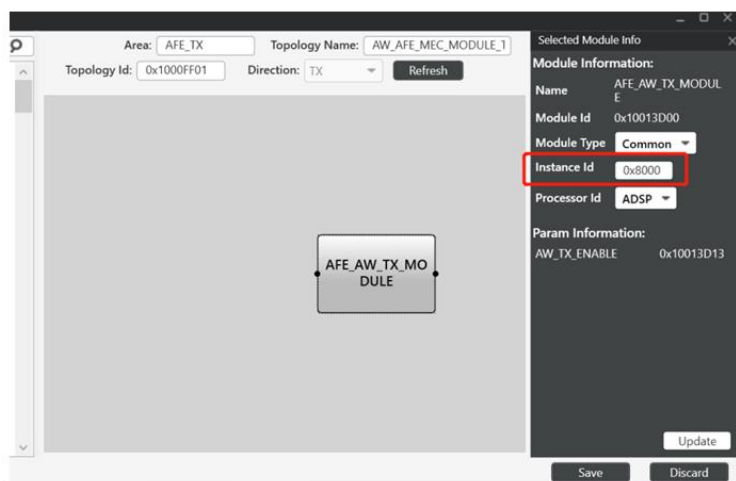 Area: AFE_TX Topology Name: AW_AFE_MEC_MODULE_1
Topology Id: 0x1000FF01 Direction: TX Refresh
AFE_AW_TX_MO
DULE
Selected Module Info
Module Information:
Name AFE_AW_TX_MODUL
E
Module Id 0x10013D00
Module Type Common
Instance Id 0x8000
Processor Id ADSP
Param Information:
AW_TX_ENABLE 0x10013D13
Update
Save Discard